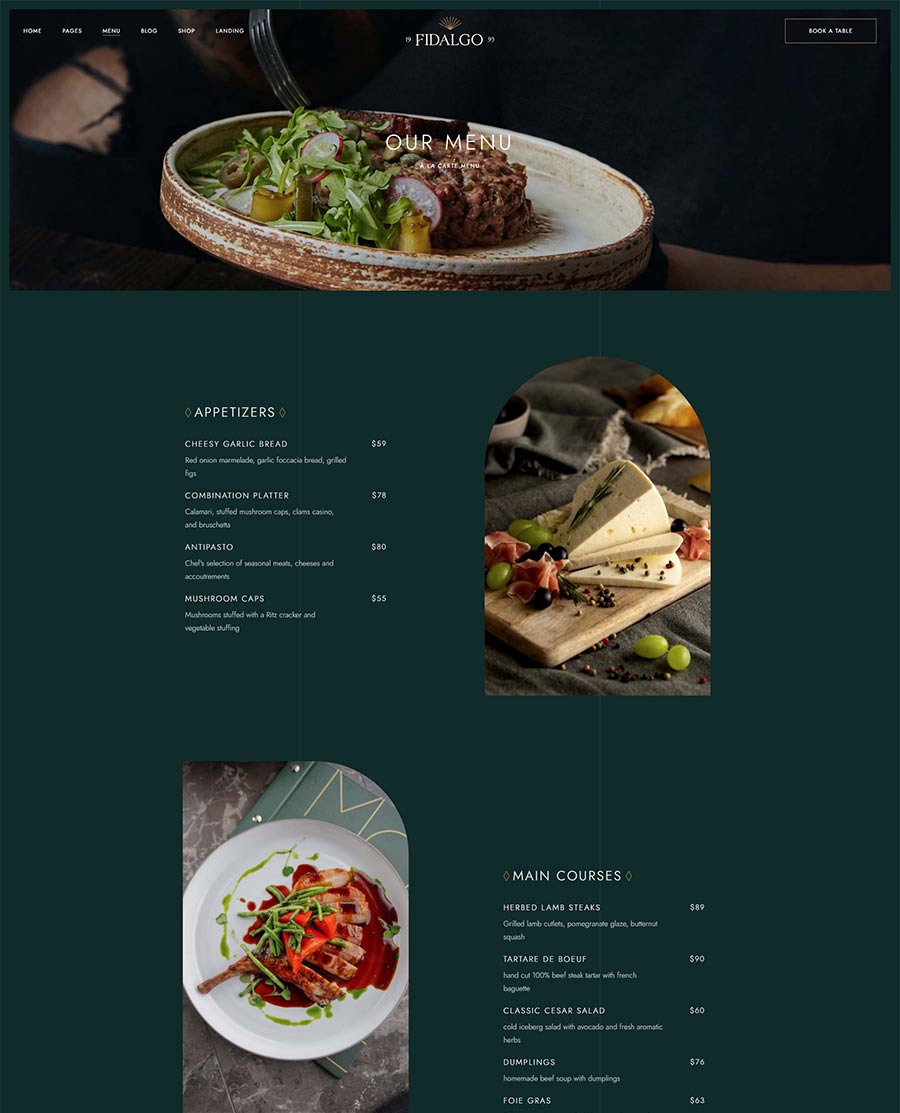 HOME PAGES MENU BLOG SHOP LANDING
19 FIDALGO 93
BOOK A TABLE
OUR MENU
À LA CARTE MENU
APPETIZERS
CHEESY GARLIC BREAD $59
Red onion marmelade, garlic foccacia bread, grilled
figs
COMBINATION PLATTER $78
Calamari, stuffed mushroom caps, clams casino,
and bruschetta
ANTIPASTO $80
Chef's selection of seasonal meats, cheeses and
accoutrements
MUSHROOM CAPS $55
Mushrooms stuffed with a Ritz cracker and
vegetable stuffing
MO
MAIN COURSES
HERBED LAMB STEAKS $89
Grilled lamb cutlets, pomegranate glaze, butternut
squash
TARTARE DE BOEUF $90
hand cut 100% beef steak tartar with french
baguette
CLASSIC CESAR SALAD $60
cold iceberg salad with avocado and fresh aromatic
herbs
DUMPLINGS $76
homemade beef soup with dumplings
FOIE GRAS $63